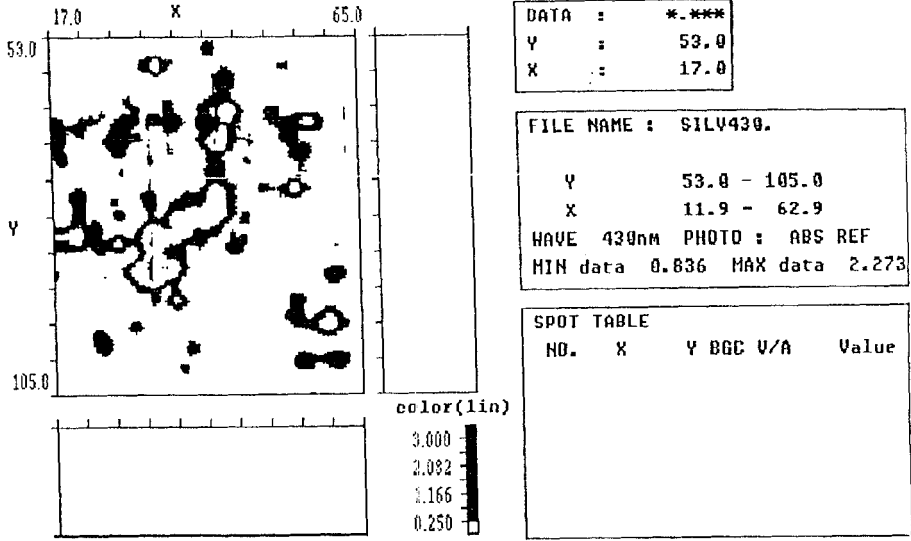 17.0 X 65.0
53.0
Y
105.0
color(lin)
3.000
2.082
1.166
0.250
DATA : *.***
Y : 53.0
X : 17.0
FILE NAME : SILV430.
Y 53.0 - 105.0
X 11.9 - 62.9
WAVE 430nM PHOTO : ABS REF
MIN data 0.836 MAX data 2.273
SPOT TABLE
NO. X Y BGC V/A Value